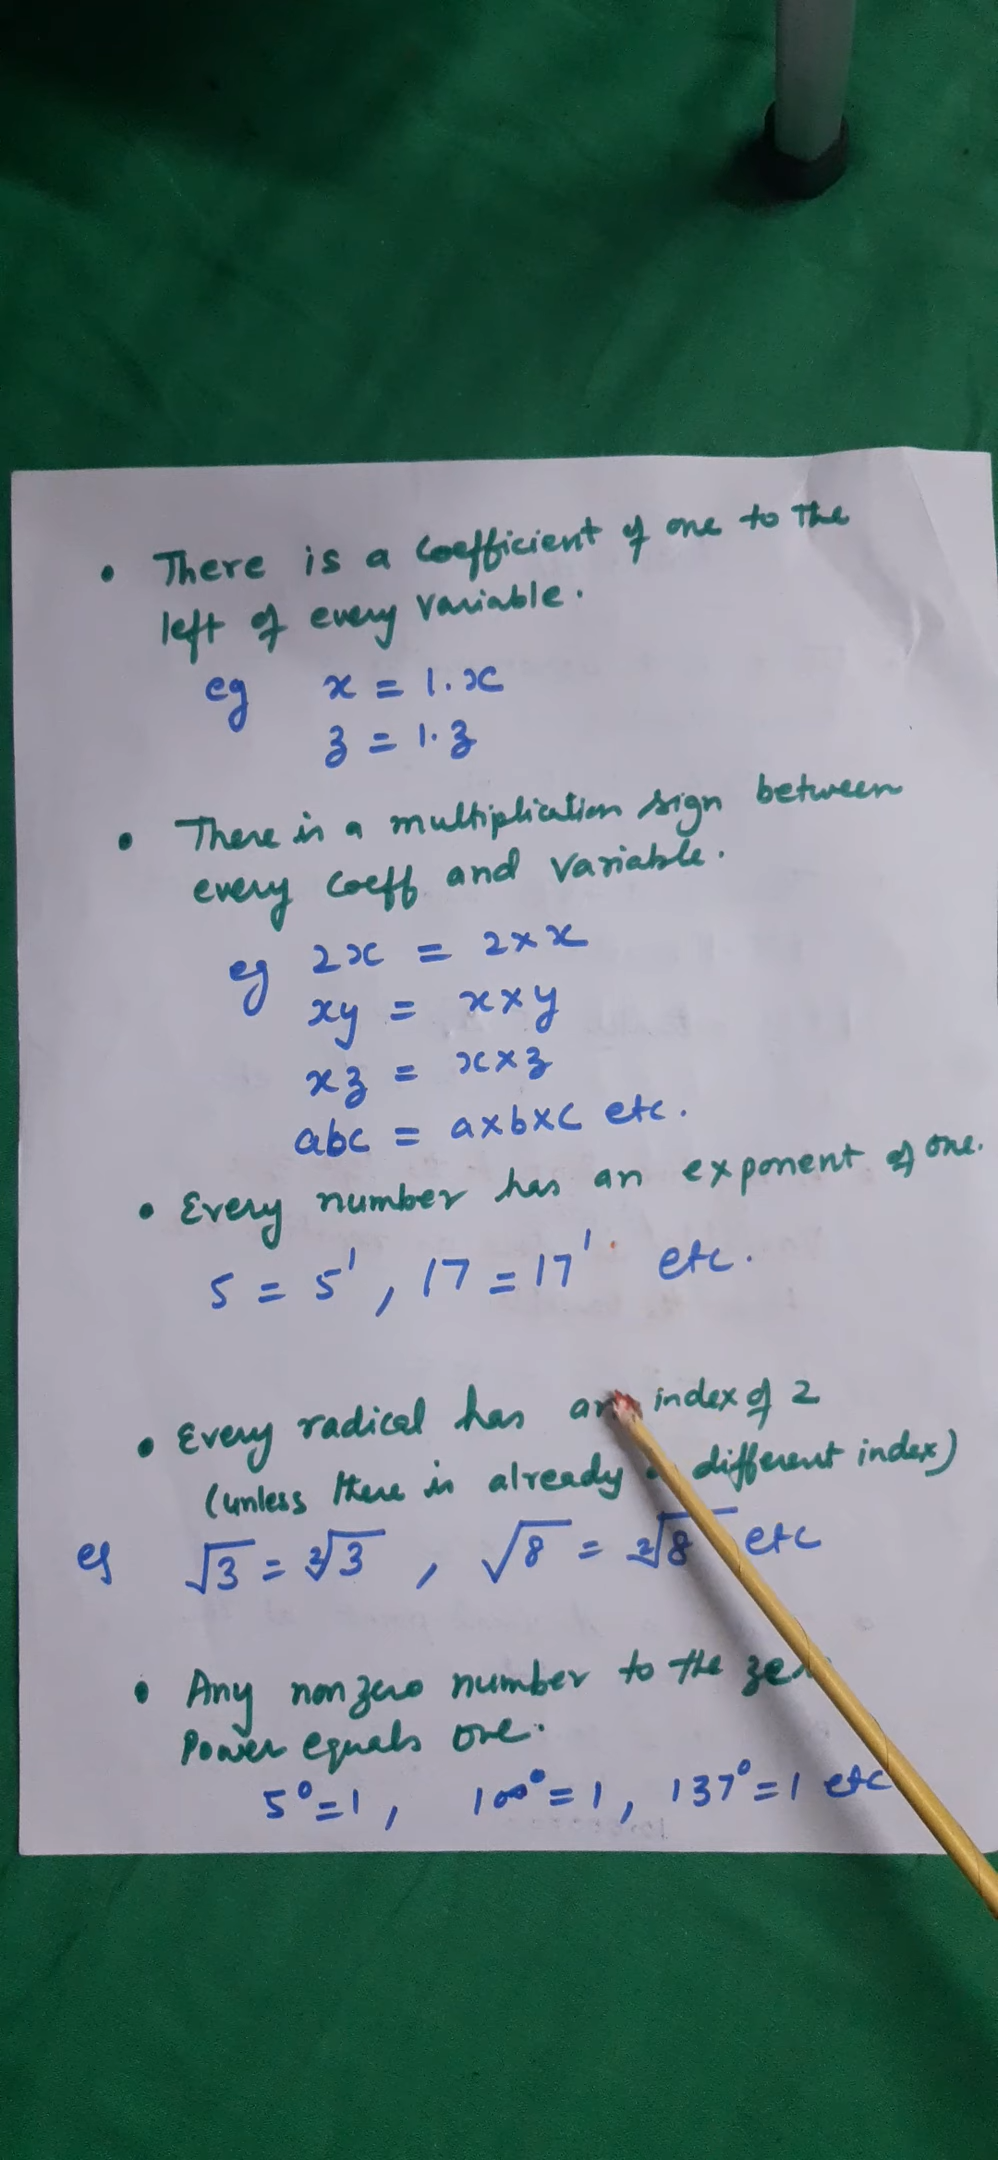 • There is a coefficient of one to the
left of every variable.
eg x = 1.x
z = 1.z
• There is a multiplication sign between
every coeff and variable.
eg 2x = 2×x
xy = x×y
xz = x×z
abc = a×b×c etc.
• Every number has an exponent of one.
5 = 5¹, 17 = 17¹ etc.
• Every radical has an index of 2
(unless there is already different index)
eg √3 = ²√3 , √8 = ²√8 etc
• Any nonzero number to the zero
Power equals one.
5⁰=1, 100⁰=1, 137⁰=1 etc